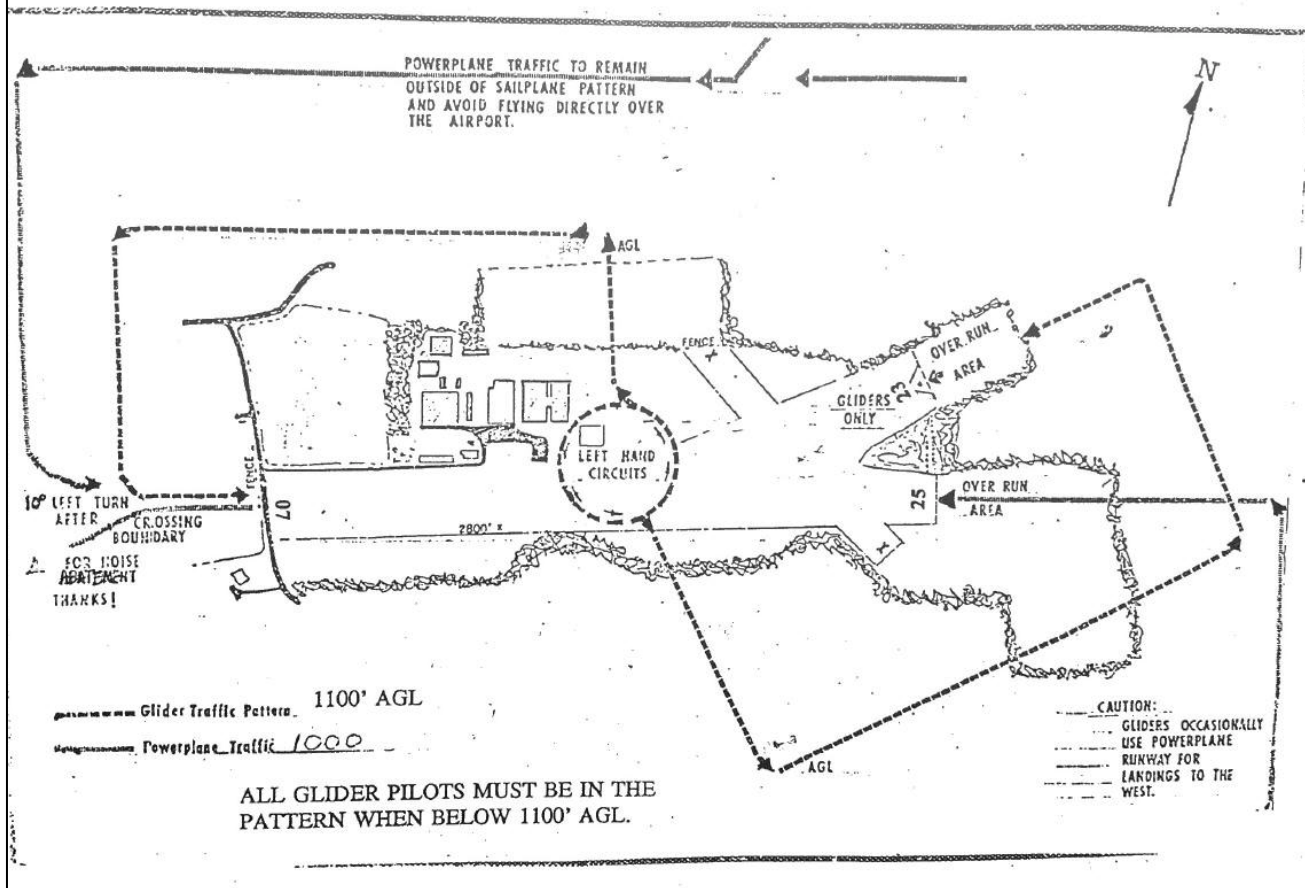 POWERPLANE TRAFFIC TO REMAIN
OUTSIDE OF SAILPLANE PATTERN
AND AVOID FLYING DIRECTLY OVER
THE AIRPORT.
N
AGL
FENCE
OVER RUN
AREA
23
GLIDERS
ONLY
LEFT HAND
CIRCUITS
FENCE
07
25
OVER RUN
AREA
10° LEFT TURN
AFTER CROSSING
BOUNDARY
FOR NOISE
ABATEMENT
THANKS!
2800'
AGL
Glider Traffic Pattern 1100' AGL
Powerplane Traffic 1000
CAUTION:
GLIDERS OCCASIONALLY
USE POWERPLANE
RUNWAY FOR
LANDINGS TO THE
WEST.
ALL GLIDER PILOTS MUST BE IN THE
PATTERN WHEN BELOW 1100' AGL.